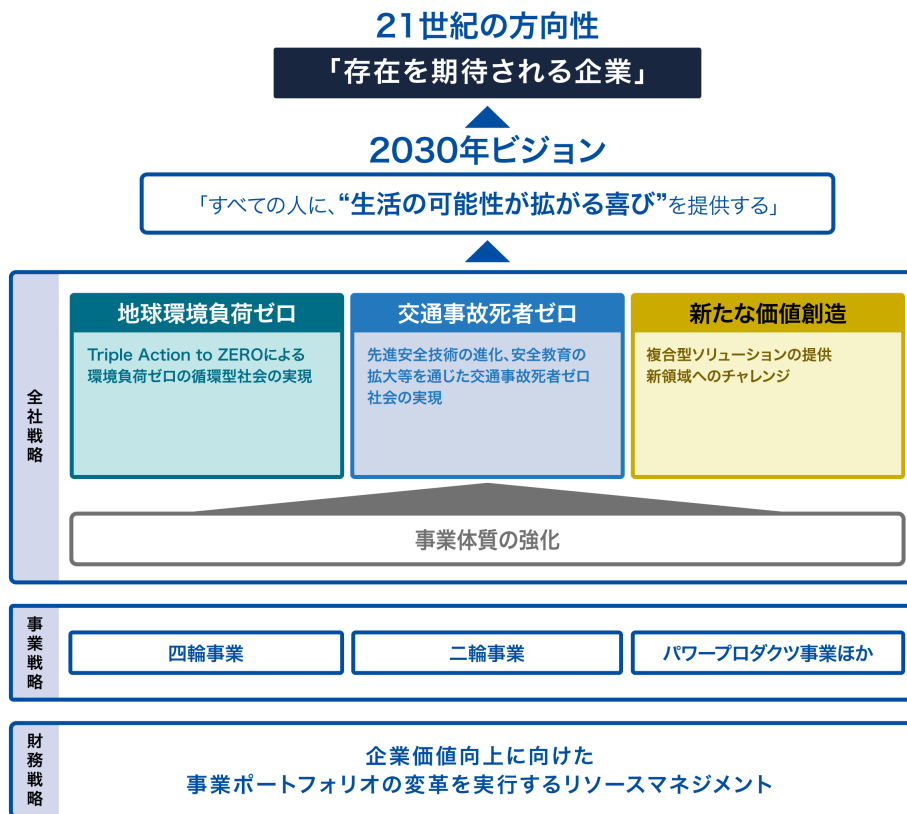 21世紀の方向性
「存在を期待される企業」
2030年ビジョン
「すべての人に、“生活の可能性が拡がる喜び”を提供する」
全社戦略
地球環境負荷ゼロ
Triple Action to ZEROによる
環境負荷ゼロの循環型社会の実現
交通事故死者ゼロ
先進安全技術の進化、安全教育の
拡大等を通じた交通事故死者ゼロ
社会の実現
新たな価値創造
複合型ソリューションの提供
新領域へのチャレンジ
事業体質の強化
事業戦略
四輪事業
二輪事業
パワープロダクツ事業ほか
財務戦略
企業価値向上に向けた
事業ポートフォリオの変革を実行するリソースマネジメント